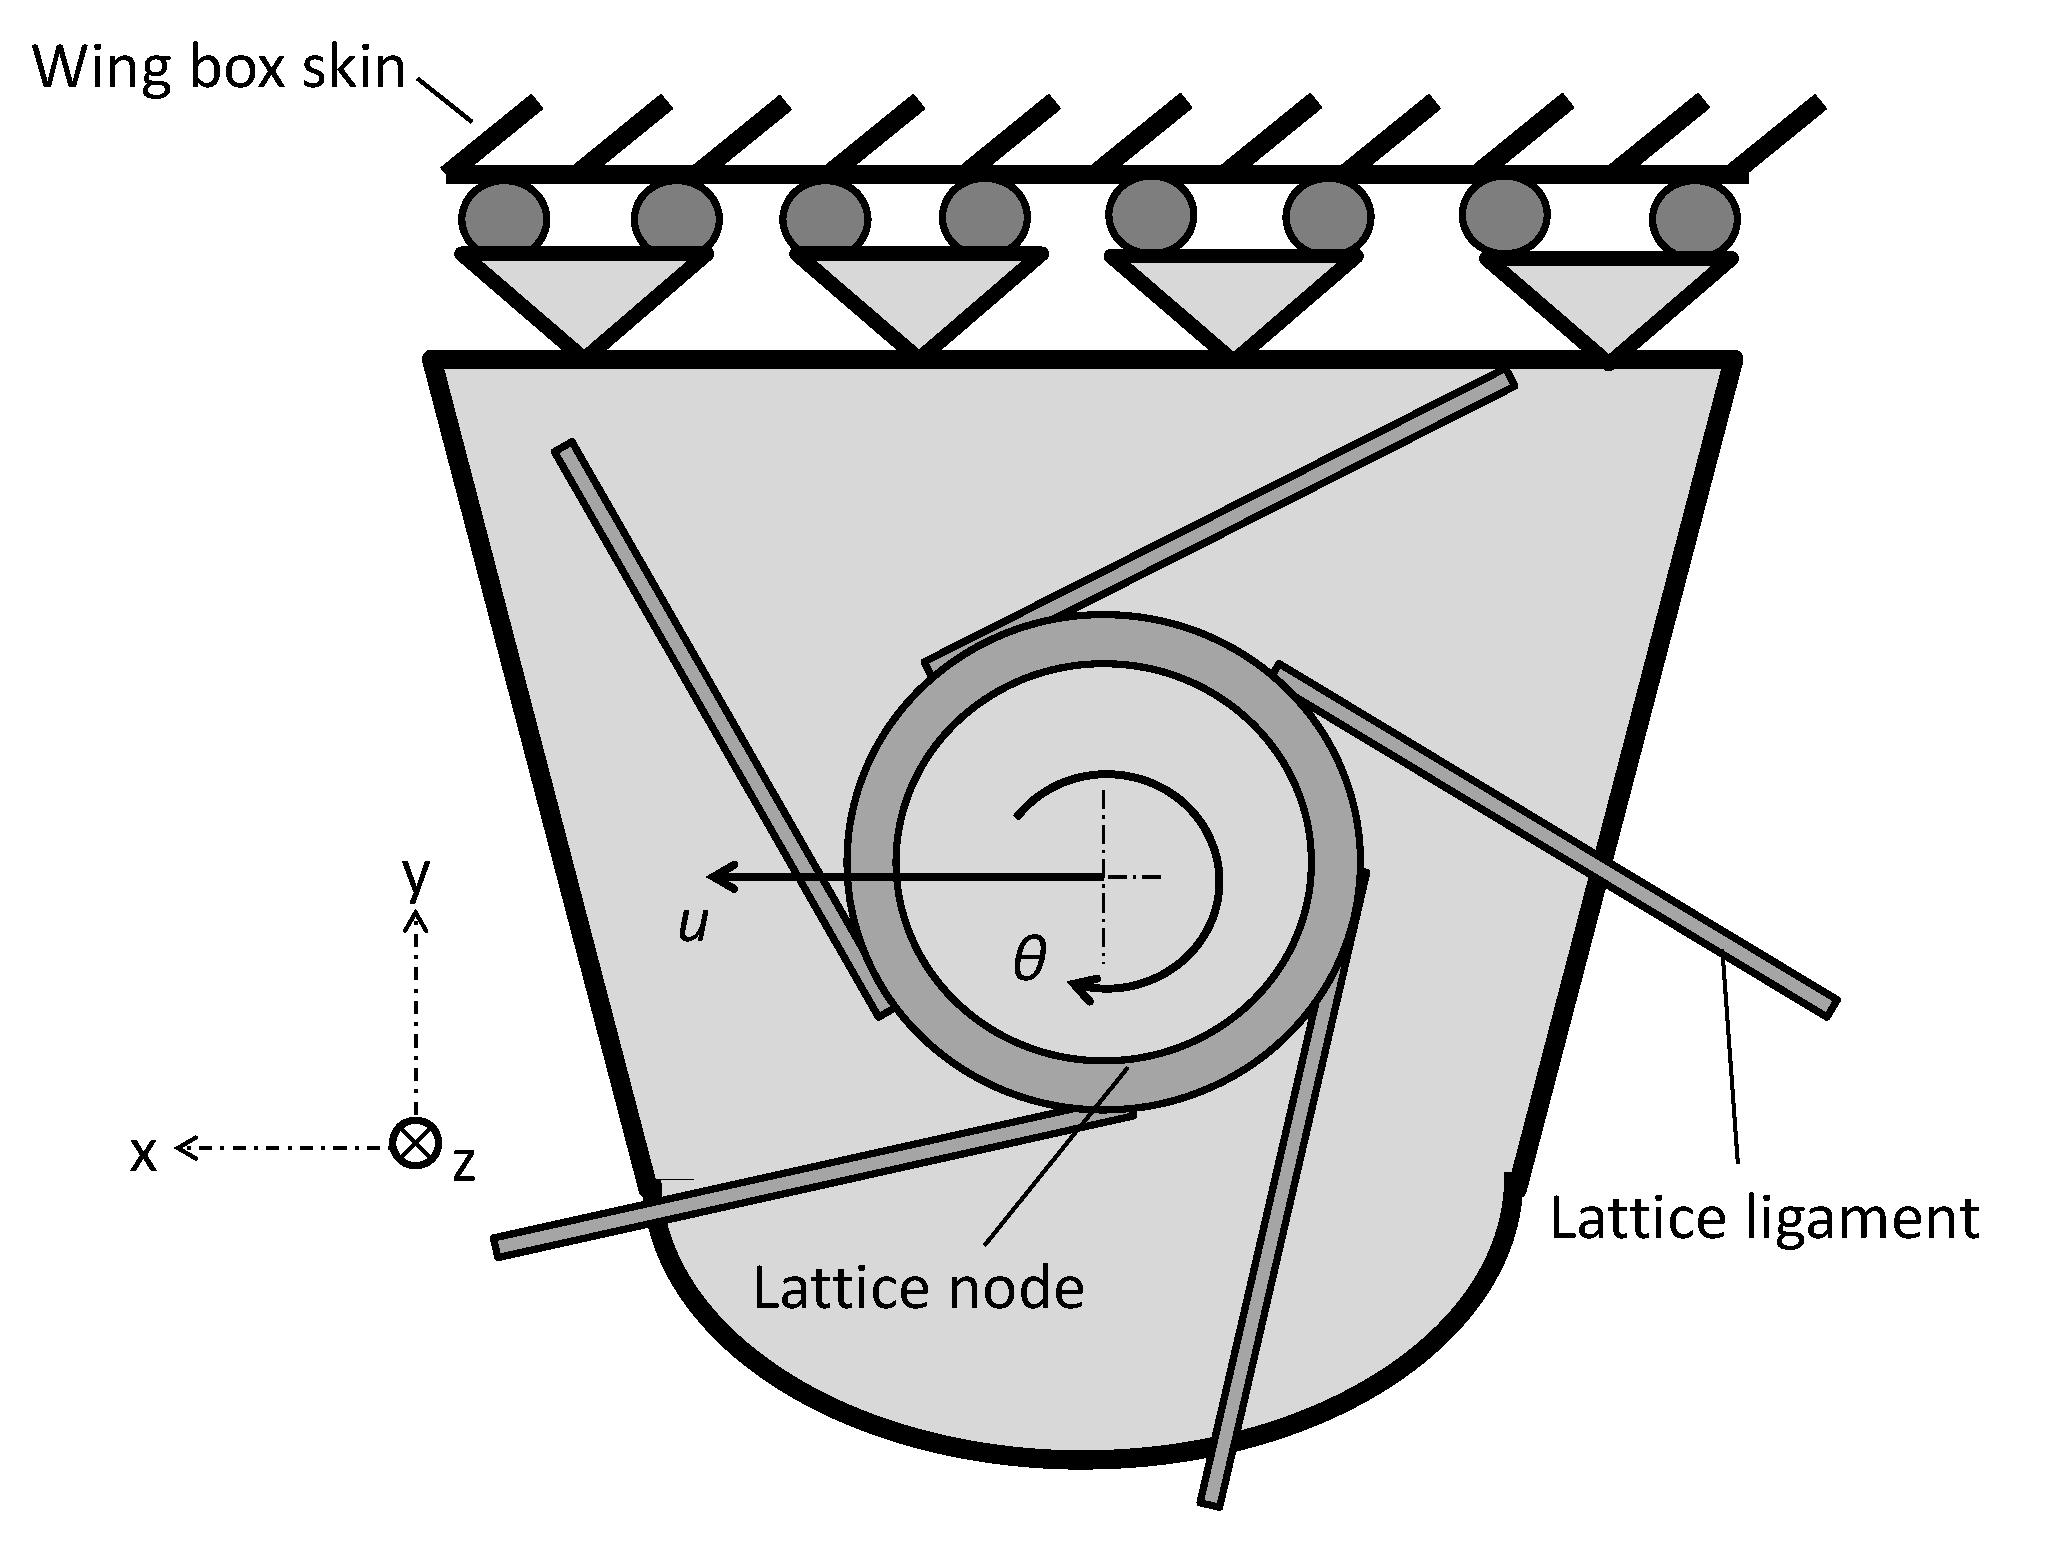 Wing box skin
y
u
θ
x
z
Lattice ligament
Lattice node